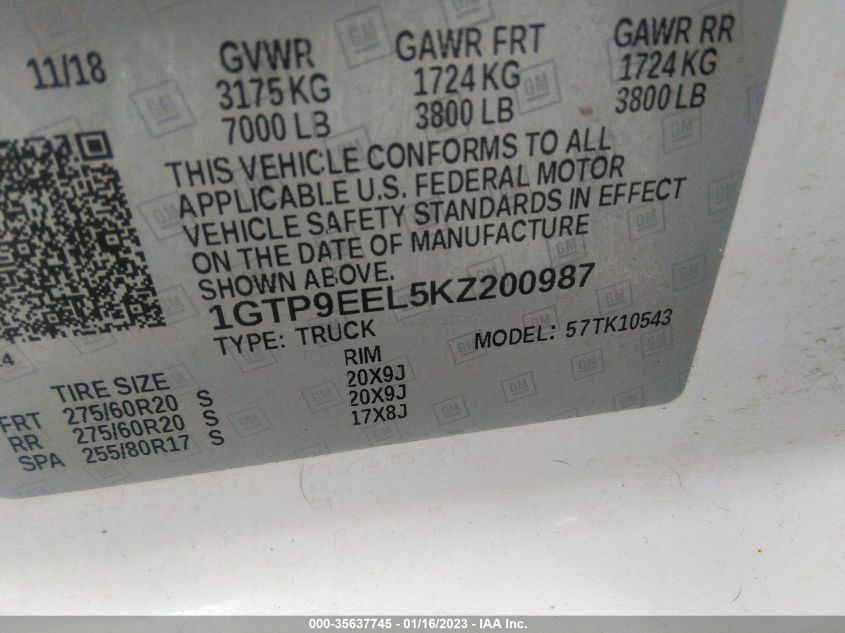 11/18 GVWR GAWR FRT GAWR RR
3175 KG 1724 KG 1724 KG
7000 LB 3800 LB 3800 LB
THIS VEHICLE CONFORMS TO ALL
APPLICABLE U.S. FEDERAL MOTOR
VEHICLE SAFETY STANDARDS IN EFFECT
ON THE DATE OF MANUFACTURE
SHOWN ABOVE.
1GTP9EEL5KZ200987
TYPE: TRUCK MODEL: 57TK10543
TIRE SIZE RIM
FRT 275/60R20 S 20X9J
RR 275/60R20 S 20X9J
SPA 255/80R17 S 17X8J
000-35637745 - 01/16/2023 - IAA Inc.